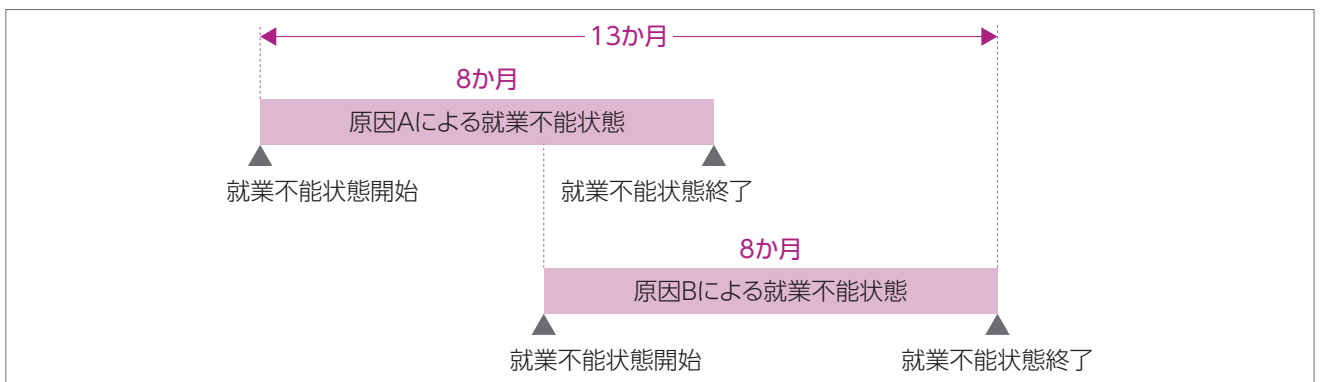 13か月
8か月
原因Aによる就業不能状態
就業不能状態開始
就業不能状態終了
8か月
原因Bによる就業不能状態
就業不能状態開始
就業不能状態終了